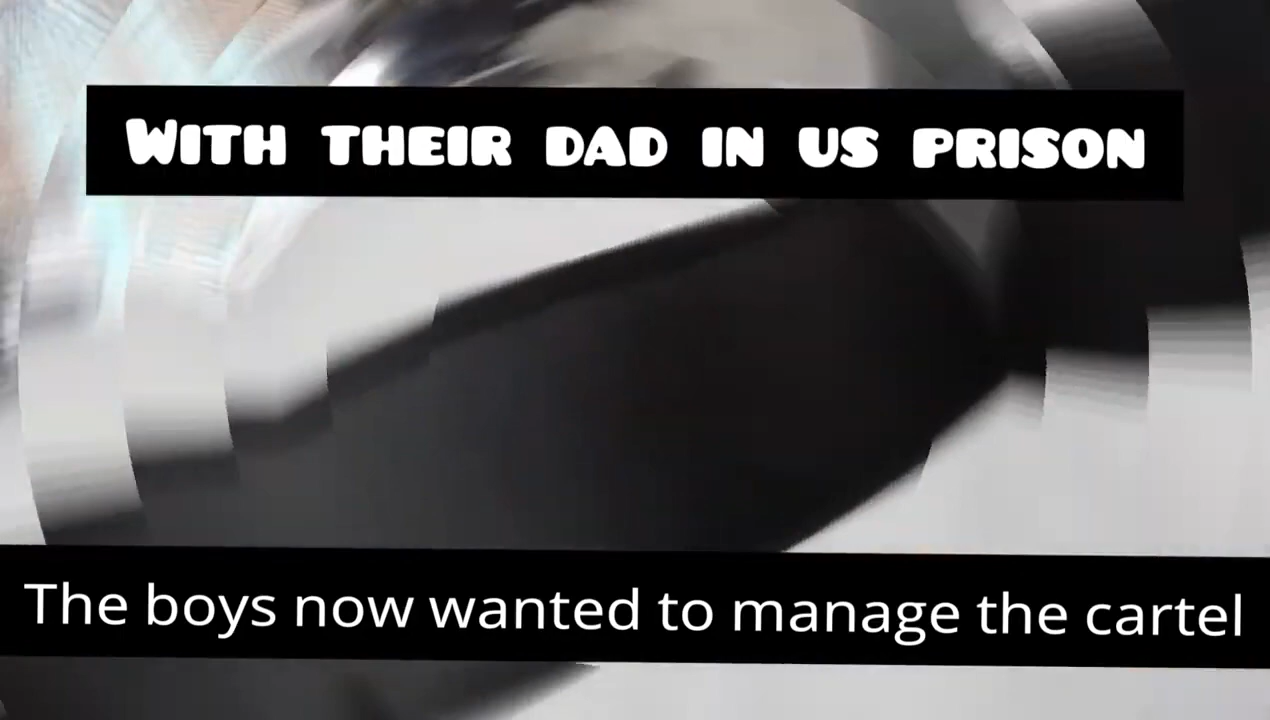 With their dad in US prison
The boys now wanted to manage the cartel